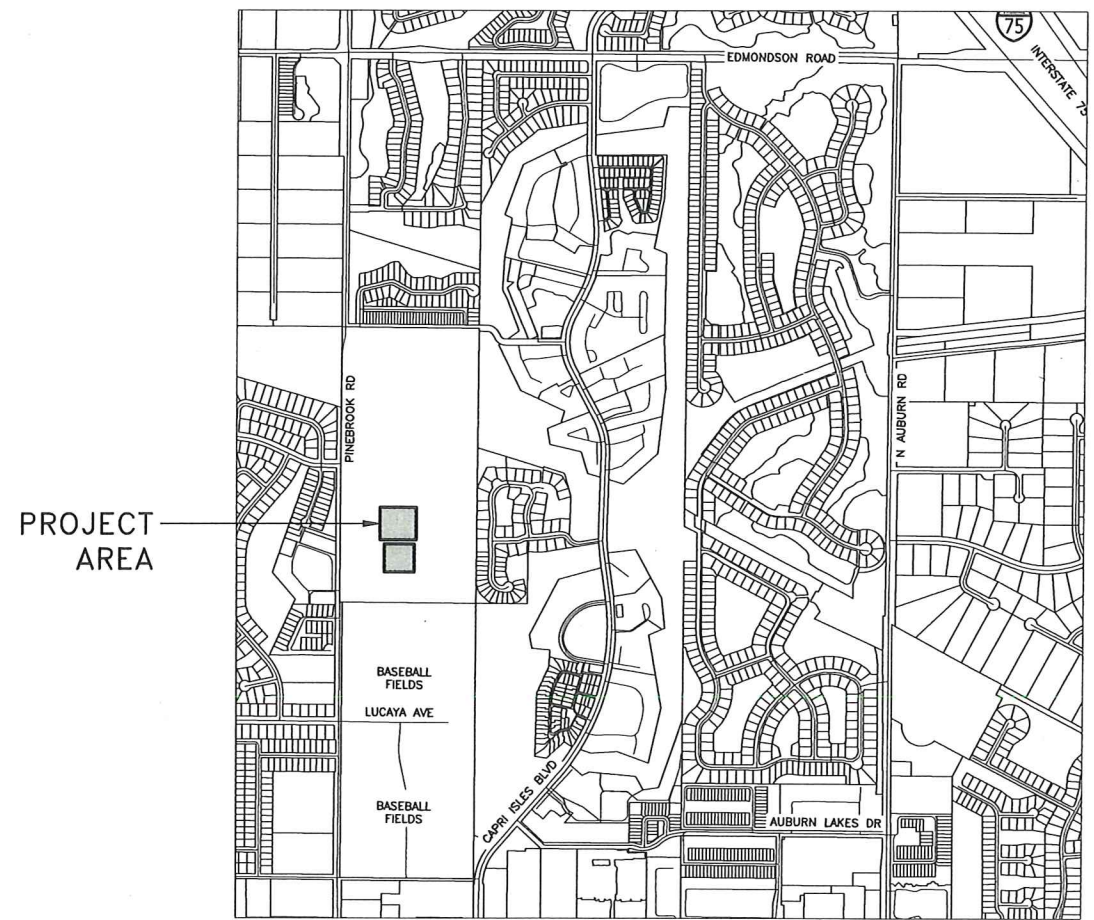 75
INTERSTATE 75
EDMONDSON ROAD
PINEBROOK RD
N AUBURN RD
PROJECT
AREA
BASEBALL
FIELDS
LUCAYA AVE
BASEBALL
FIELDS
CAPRI ISLES BLVD
AUBURN LAKES DR